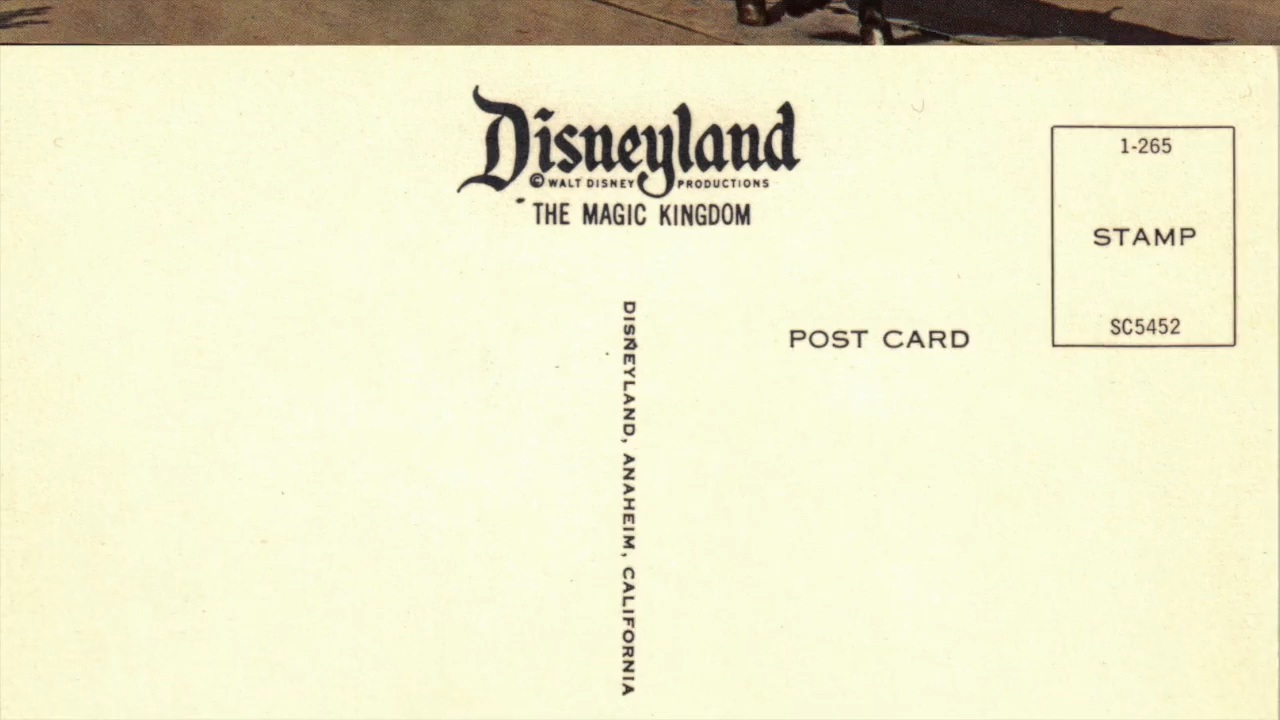 Disneyland
© WALT DISNEY PRODUCTIONS
THE MAGIC KINGDOM
1-265
STAMP
SC5452
POST CARD
DISNEYLAND, ANAHEIM, CALIFORNIA